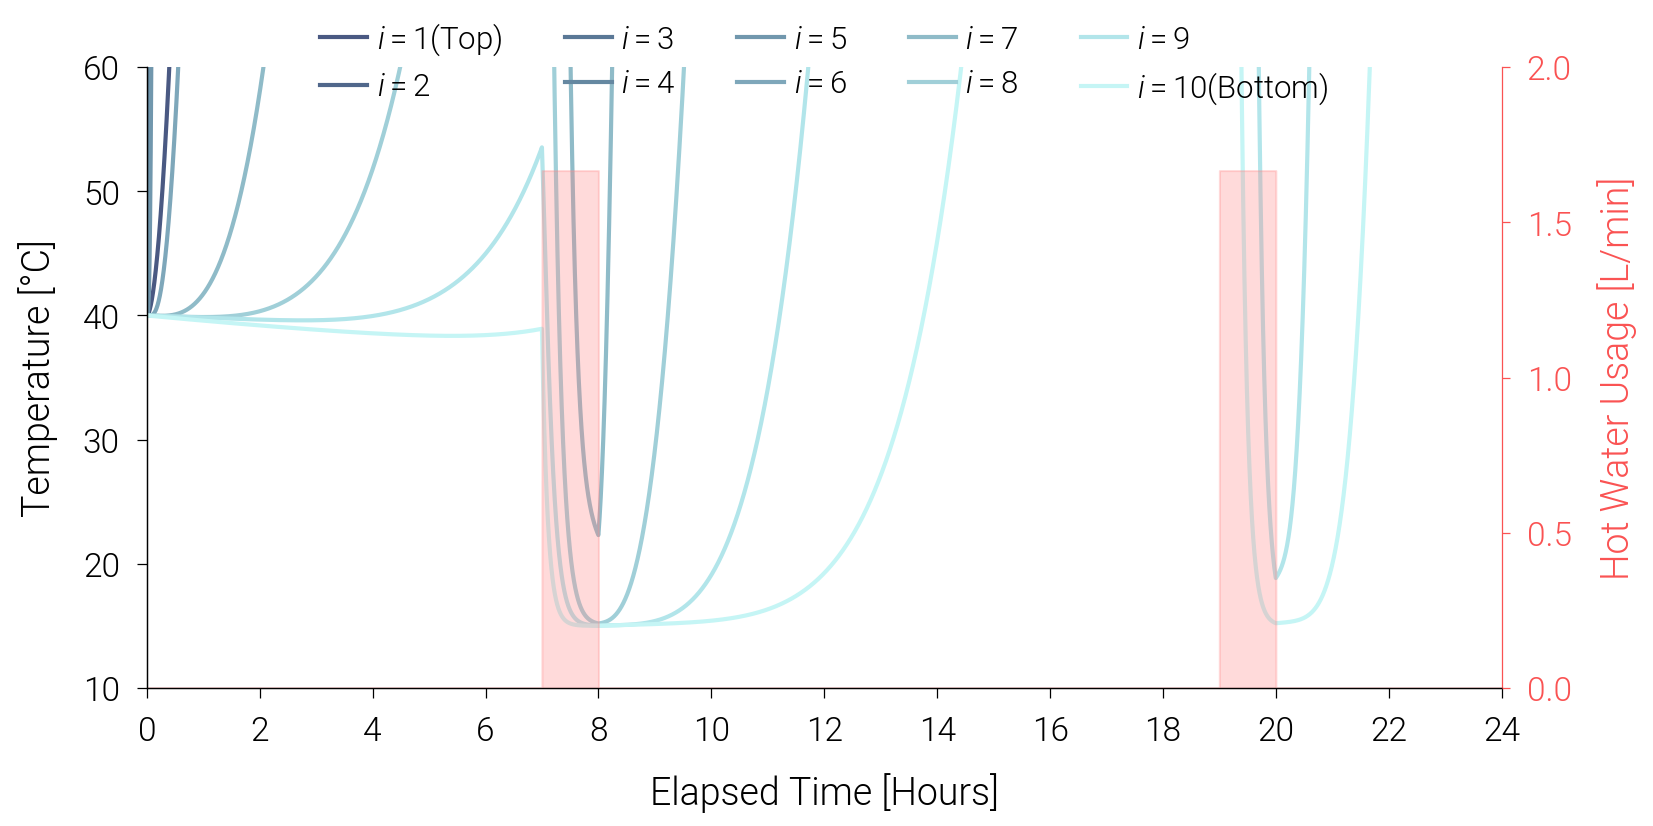 i = 1(Top) i = 3 i = 5 i = 7 i = 9
i = 2 i = 4 i = 6 i = 8 i = 10(Bottom)
60 2.0
50
1.5
40
1.0
30
0.5
20
10 0.0
Temperature [°C]
Hot Water Usage [L/min]
0 2 4 6 8 10 12 14 16 18 20 22 24
Elapsed Time [Hours]